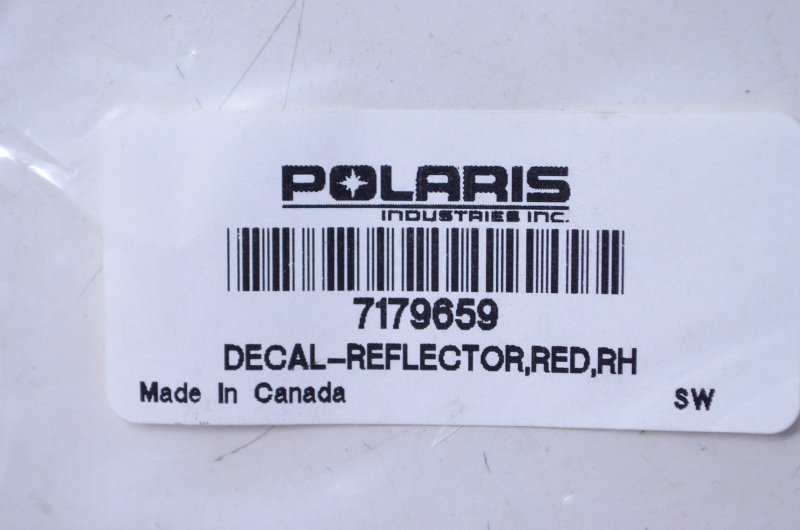 POLARIS
INDUSTRIES INC.
7179659
DECAL-REFLECTOR,RED,RH
Made In Canada
SW